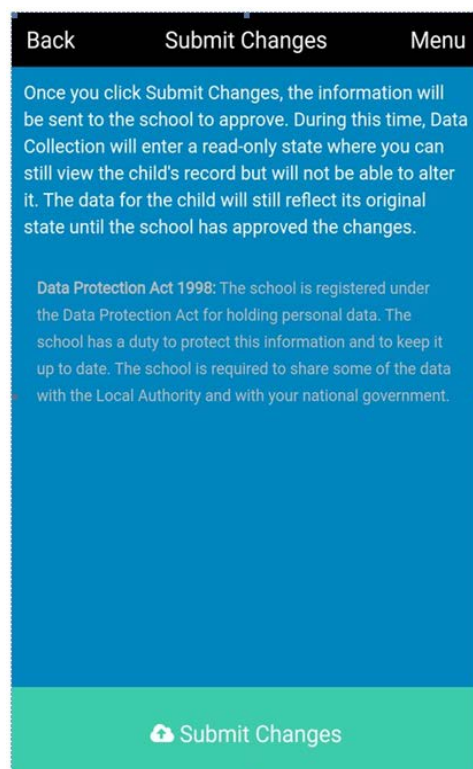 Back Submit Changes Menu
Once you click Submit Changes, the information will
be sent to the school to approve. During this time, Data
Collection will enter a read-only state where you can
still view the child's record but will not be able to alter
it. The data for the child will still reflect its original
state until the school has approved the changes.
Data Protection Act 1998: The school is registered under
the Data Protection Act for holding personal data. The
school has a duty to protect this information and to keep it
up to date. The school is required to share some of the data
with the Local Authority and with your national government.
Submit Changes